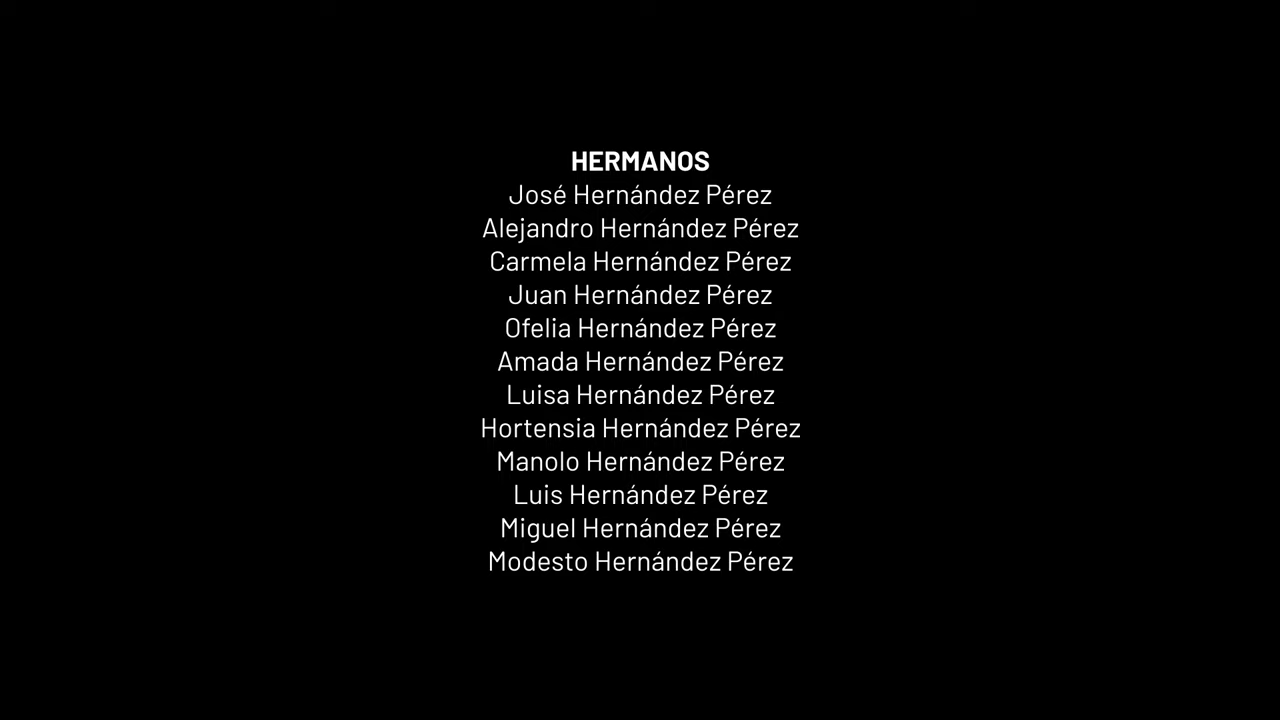 HERMANOS
José Hernández Pérez
Alejandro Hernández Pérez
Carmela Hernández Pérez
Juan Hernández Pérez
Ofelia Hernández Pérez
Amada Hernández Pérez
Luisa Hernández Pérez
Hortensia Hernández Pérez
Manolo Hernández Pérez
Luis Hernández Pérez
Miguel Hernández Pérez
Modesto Hernández Pérez